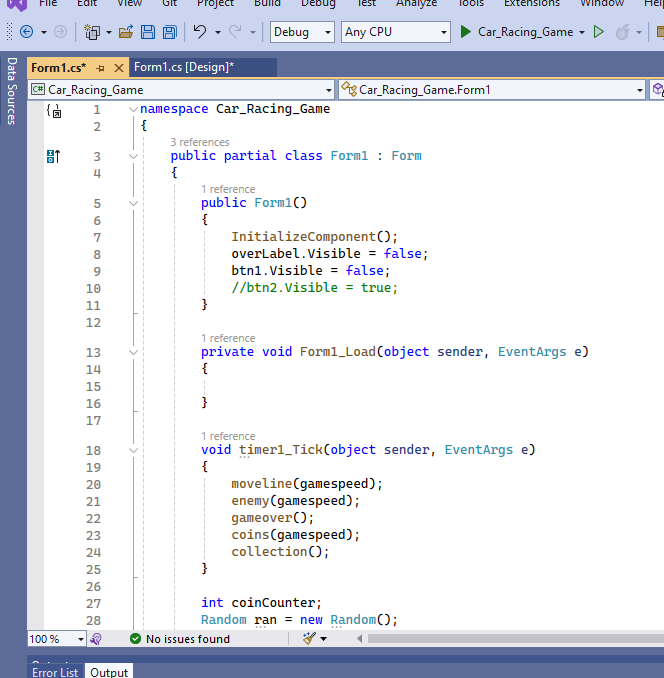 File Edit View Git Project Build Debug Test Analyze Tools Extensions Window Help
Debug Any CPU Car_Racing_Game
Data Sources
Form1.cs* Form1.cs [Design]*
C# Car_Racing_Game Car_Racing_Game.Form1
1 namespace Car_Racing_Game
2 {
3 references
3 public partial class Form1 : Form
4 {
1 reference
5 public Form1()
6 {
7 InitializeComponent();
8 overLabel.Visible = false;
9 btn1.Visible = false;
10 //btn2.Visible = true;
11 }
12
1 reference
13 private void Form1_Load(object sender, EventArgs e)
14 {
15
16 }
17
1 reference
18 void timer1_Tick(object sender, EventArgs e)
19 {
20 moveline(gamespeed);
21 enemy(gamespeed);
22 gameover();
23 coins(gamespeed);
24 collection();
25 }
26
27 int coinCounter;
28 Random ran = new Random();
100 % No issues found
Output
Error List Output